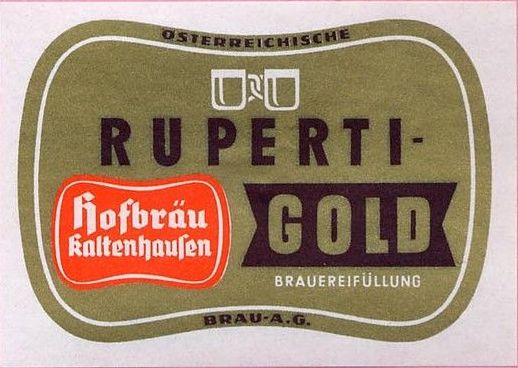 ÖSTERREICHISCHE
RUPERTI-
Hofbräu
Kaltenhausen
GOLD
BRAUEREIFÜLLUNG
BRAU-A.G.